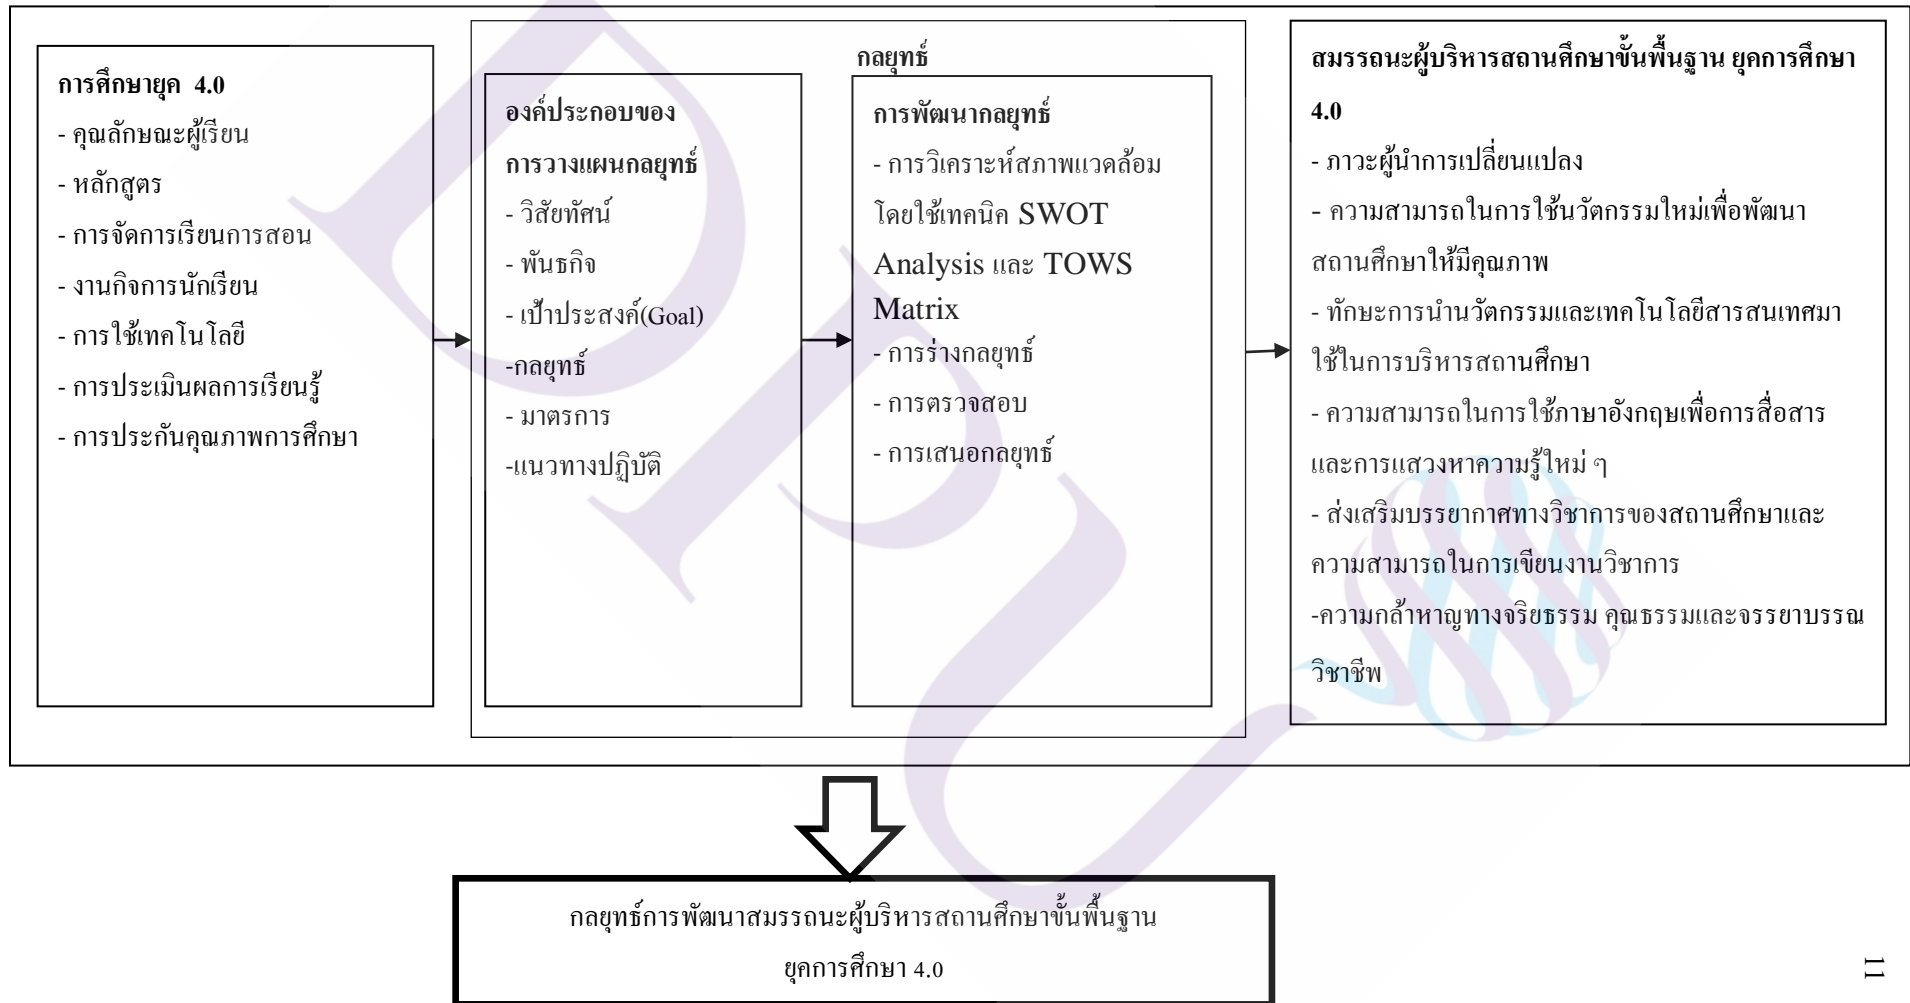 การศึกษายุค 4.0
- คุณลักษณะผู้เรียน
- หลักสูตร
- การจัดการเรียนการสอน
- งานกิจการนักเรียน
- การใช้เทคโนโลยี
- การประเมินผลการเรียนรู้
- การประกันคุณภาพการศึกษา
กลยุทธ์
องค์ประกอบของ
การวางแผนกลยุทธ์
- วิสัยทัศน์
- พันธกิจ
- เป้าประสงค์(Goal)
-กลยุทธ์
- มาตรการ
-แนวทางปฏิบัติ
การพัฒนากลยุทธ์
- การวิเคราะห์สภาพแวดล้อม
โดยใช้เทคนิค SWOT
Analysis และ TOWS
Matrix
- การร่างกลยุทธ์
- การตรวจสอบ
- การเสนอกลยุทธ์
สมรรถนะผู้บริหารสถานศึกษาขั้นพื้นฐาน ยุคการศึกษา
4.0
- ภาวะผู้นำการเปลี่ยนแปลง
- ความสามารถในการใช้นวัตกรรมใหม่เพื่อพัฒนา
สถานศึกษาให้มีคุณภาพ
- ทักษะการนำนวัตกรรมและเทคโนโลยีสารสนเทศมา
ใช้ในการบริหารสถานศึกษา
- ความสามารถในการใช้ภาษาอังกฤษเพื่อการสื่อสาร
และการแสวงหาความรู้ใหม่ ๆ
- ส่งเสริมบรรยากาศทางวิชาการของสถานศึกษาและ
ความสามารถในการเขียนงานวิชาการ
-ความกล้าหาญทางจริยธรรม คุณธรรมและจรรยาบรรณ
วิชาชีพ
กลยุทธ์การพัฒนาสมรรถนะผู้บริหารสถานศึกษาขั้นพื้นฐาน
ยุคการศึกษา 4.0
11
DPU